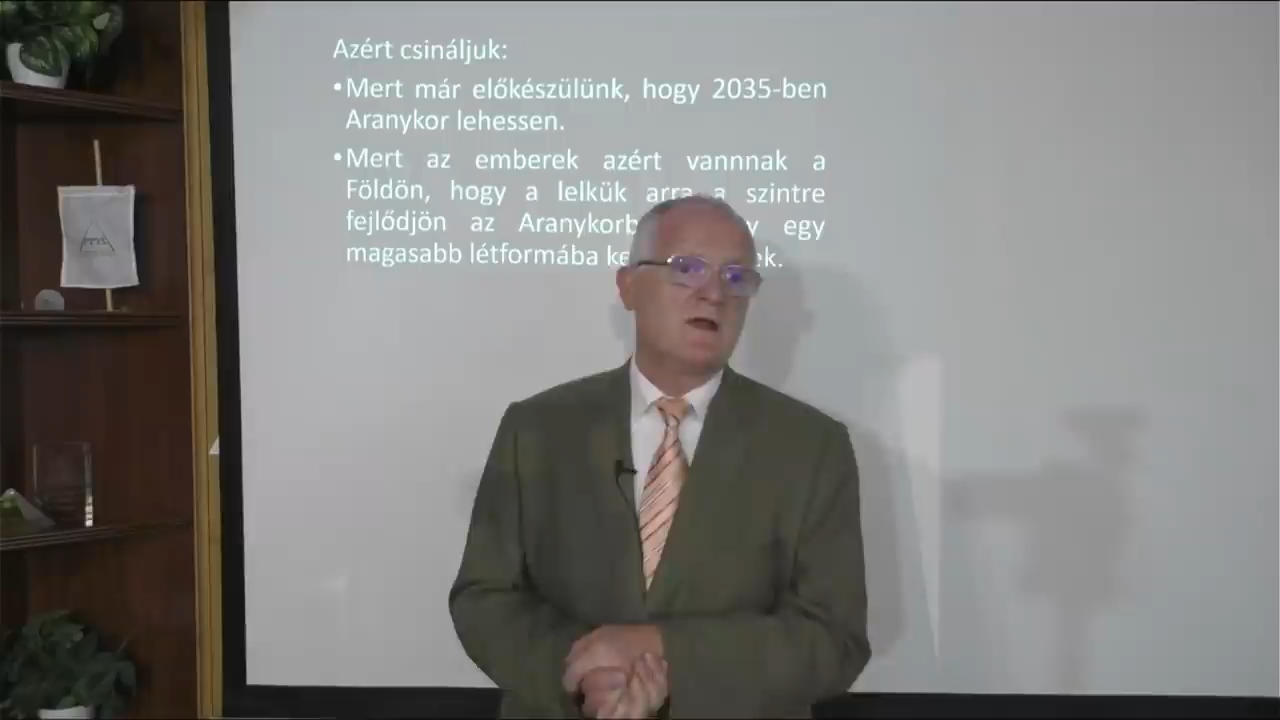 Azért csináljuk:
•Mert már előkészülünk, hogy 2035-ben
Aranykor lehessen.
•Mert az emberek azért vannnak a
Földön, hogy a lelkük arra a szintre
fejlődjön az egy
magasabb létformába